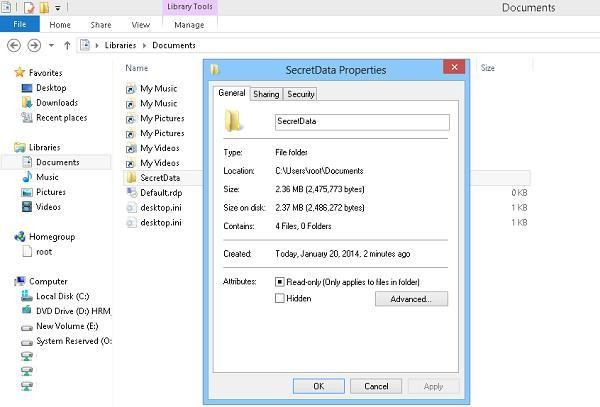 Library Tools
Documents
File
Home
Share
View
Manage
Libraries
Documents
Favorites
Desktop
Downloads
Recent places
Libraries
Documents
Music
Pictures
Videos
Homegroup
root
Computer
Local Disk (C:)
DVD Drive (D:) HRM_
New Volume (E:)
System Reserved (O:
Name
Size
My Music
My Music
My Pictures
My Pictures
My Videos
My Videos
SecretData
Default.rdp
0 KB
desktop.ini
1 KB
desktop.ini
1 KB
SecretData Properties
General
Sharing
Security
SecretData
Type:
File folder
Location:
C:\Users\root\Documents
Size:
2.36 MB (2,475,773 bytes)
Size on disk:
2.37 MB (2,486,272 bytes)
Contains:
4 Files, 0 Folders
Created:
Today, January 20, 2014, 2 minutes ago
Attributes:
Read-only (Only applies to files in folder)
Hidden
Advanced...
OK
Cancel
Apply